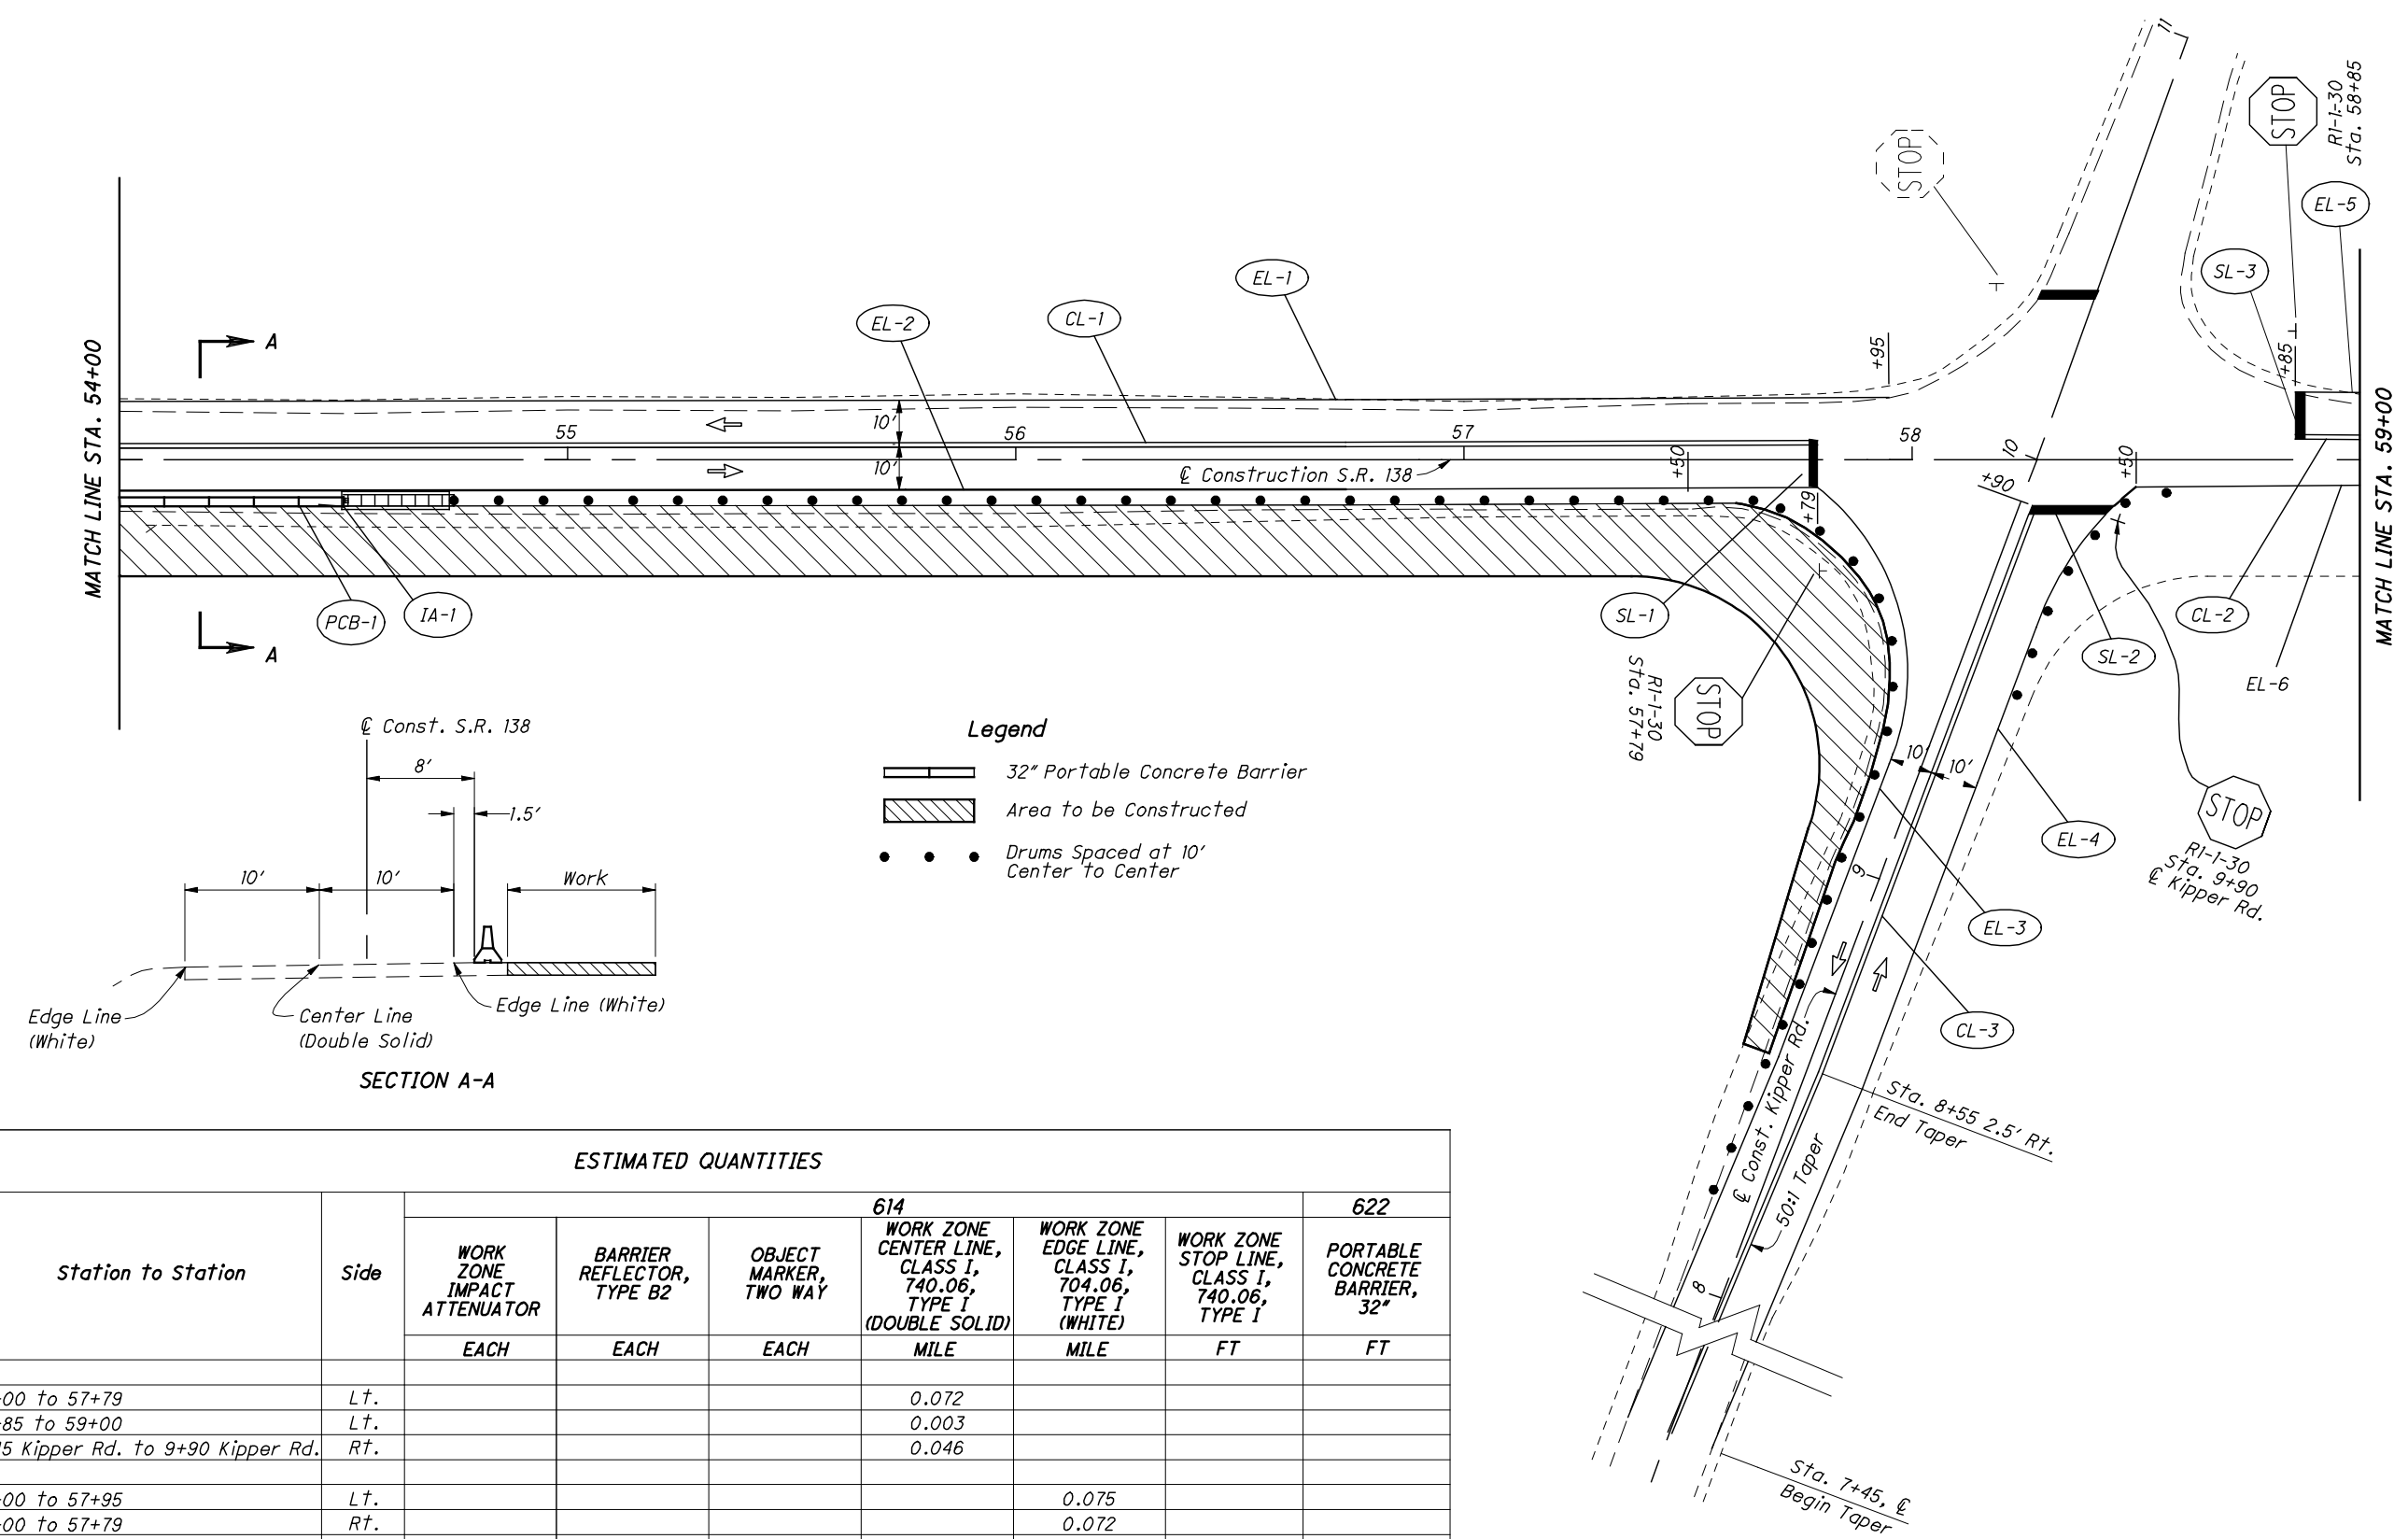 11
STOP
R1-1-30
Sta. 58+85
STOP
EL-5
SL-3
EL-1
CL-1
EL-2
+95
+85
A
MATCH LINE STA. 54+00
MATCH LINE STA. 59+00
10'
10'
55
56
57
58
10
+50
+50
+90
+79
℄ Construction S.R. 138
PCB-1
IA-1
A
SL-1
CL-2
SL-2
EL-6
R1-1-30
Sta. 57+79
STOP
℄ Const. S.R. 138
8'
1.5'
10'
10'
Work
Edge Line
(White)
Center Line
(Double Solid)
Edge Line (White)
SECTION A-A
Legend
32" Portable Concrete Barrier
Area to be Constructed
Drums Spaced at 10'
Center to Center
10'
10'
EL-4
STOP
R1-1-30
Sta. 9+90
℄ Kipper Rd.
9
EL-3
CL-3
℄ Const. Kipper Rd.
Sta. 8+55 2.5' Rt.
End Taper
50:1 Taper
8
Sta. 7+45, ℄
Begin Taper
ESTIMATED QUANTITIES
Station to Station
Side
614
622
WORK
ZONE
IMPACT
ATTENUATOR
BARRIER
REFLECTOR,
TYPE B2
OBJECT
MARKER,
TWO WAY
WORK ZONE
CENTER LINE,
CLASS I,
740.06,
TYPE I
(DOUBLE SOLID)
WORK ZONE
EDGE LINE,
CLASS I,
704.06,
TYPE I
(WHITE)
WORK ZONE
STOP LINE,
CLASS I,
740.06,
TYPE I
PORTABLE
CONCRETE
BARRIER,
32"
EACH EACH EACH MILE MILE FT FT
00 to 57+79 Lt. 0.072
85 to 59+00 Lt. 0.003
5 Kipper Rd. to 9+90 Kipper Rd. Rt. 0.046
00 to 57+95 Lt. 0.075
00 to 57+79 Rt. 0.072